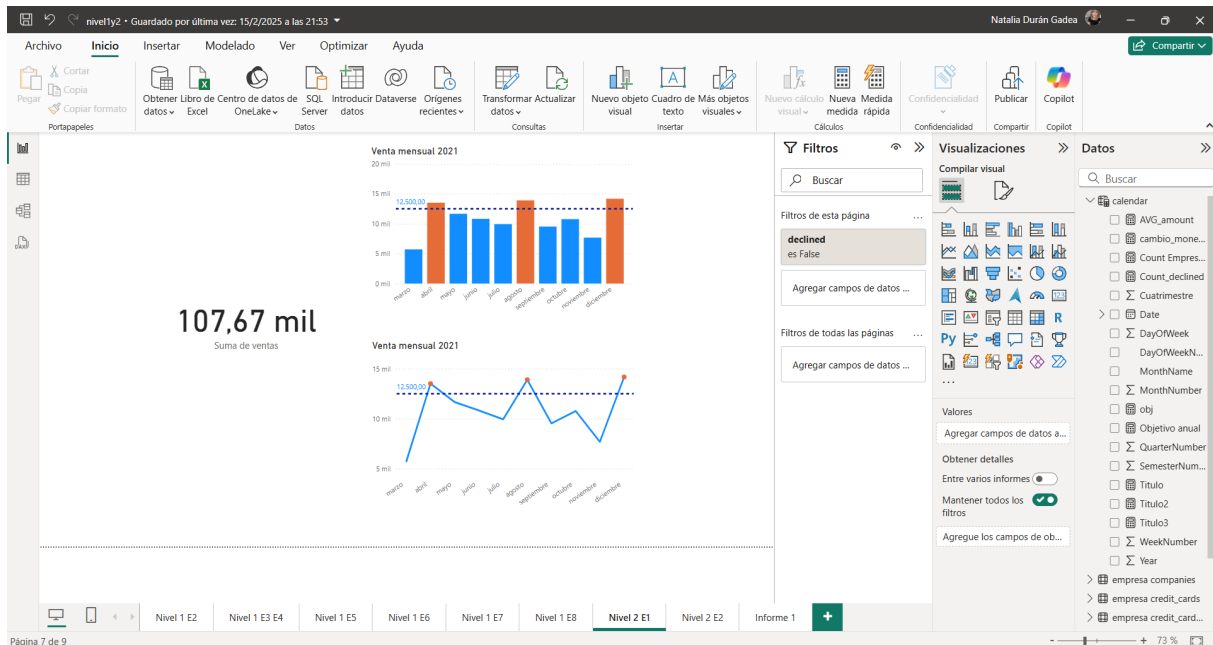 nivel1y2 • Guardado por última vez: 15/2/2025 a las 21:53
Natalia Durán Gadea
Archivo Inicio Insertar Modelado Ver Optimizar Ayuda
Compartir
Pegar
Cortar
Copia
Copiar formato
Portapapeles
Obtener datos
Libro de Excel
Centro de datos de OneLake
SQL Server
Introducir datos
Dataverse
Orígenes recientes
Datos
Transformar datos
Actualizar
Consultas
Nuevo objeto visual
Cuadro de texto
Más objetos visuales
Insertar
Nuevo cálculo visual
Nueva medida
Medida rápida
Cálculos
Confidencialidad
Confidencialidad
Publicar
Compartir
Copilot
Copilot
107,67 mil
Suma de ventas
Venta mensual 2021
20 mil
15 mil
12.500,00
10 mil
5 mil
0 mil
marzo abril mayo junio julio agosto septiembre octubre noviembre diciembre
Venta mensual 2021
15 mil
12.500,00
10 mil
5 mil
marzo abril mayo junio julio agosto septiembre octubre noviembre diciembre
Filtros
Buscar
Filtros de esta página ...
declined
es False
Agregar campos de datos ...
Filtros de todas las páginas ...
Agregar campos de datos ...
Visualizaciones
Compilar visual
123
R
Py
...
Valores
Agregar campos de datos a...
Obtener detalles
Entre varios informes
Mantener todos los
filtros
Agregue los campos de ob...
Datos
Buscar
calendar
AVG_amount
cambio_mone...
Count Empres...
Count_declined
Cuatrimestre
Date
DayOfWeek
DayOfWeekN...
MonthName
MonthNumber
obj
Objetivo anual
QuarterNumber
SemesterNum...
Titulo
Titulo2
Titulo3
WeekNumber
Year
empresa companies
empresa credit_cards
empresa credit_card...
Nivel 1 E2 Nivel 1 E3 E4 Nivel 1 E5 Nivel 1 E6 Nivel 1 E7 Nivel 1 E8 Nivel 2 E1 Nivel 2 E2 Informe 1 +
Página 7 de 9
- + 73 %